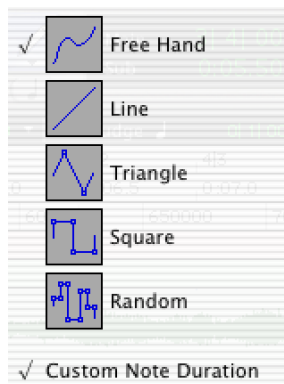 ✓ Free Hand
Line
Triangle
Square
Random
✓ Custom Note Duration